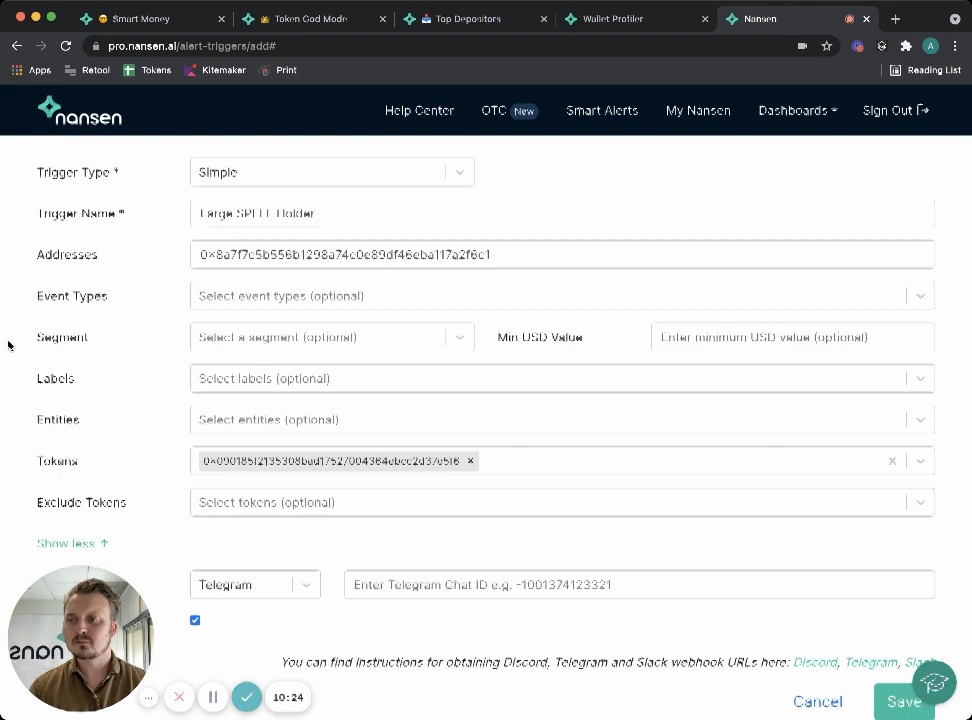 Smart Money
Token God Mode
Top Depositors
Wallet Profiler
Nansen
pro.nansen.ai/alert-triggers/add#
A
Apps
Retool
Tokens
Kitemaker
Print
Reading List
nansen
Help Center
OTC New
Smart Alerts
My Nansen
Dashboards
Sign Out
Trigger Type *
Simple
Trigger Name *
Large SPELL Holder
Addresses
0x8a7f7c5b556b1298a74c0e89df46eba117a2f6c1
Event Types
Select event types (optional)
Segment
Select a segment (optional)
Min USD Value
Enter minimum USD value (optional)
Labels
Select labels (optional)
Entities
Select entities (optional)
Tokens
0x090185f2135308bad17527004364ebcc2d37e5f6
Exclude Tokens
Select tokens (optional)
Show less ↑
Telegram
Enter Telegram Chat ID e.g. -1001374123321
You can find instructions for obtaining Discord, Telegram and Slack webhook URLs here: Discord, Telegram, Slack
10:24
Cancel
Save